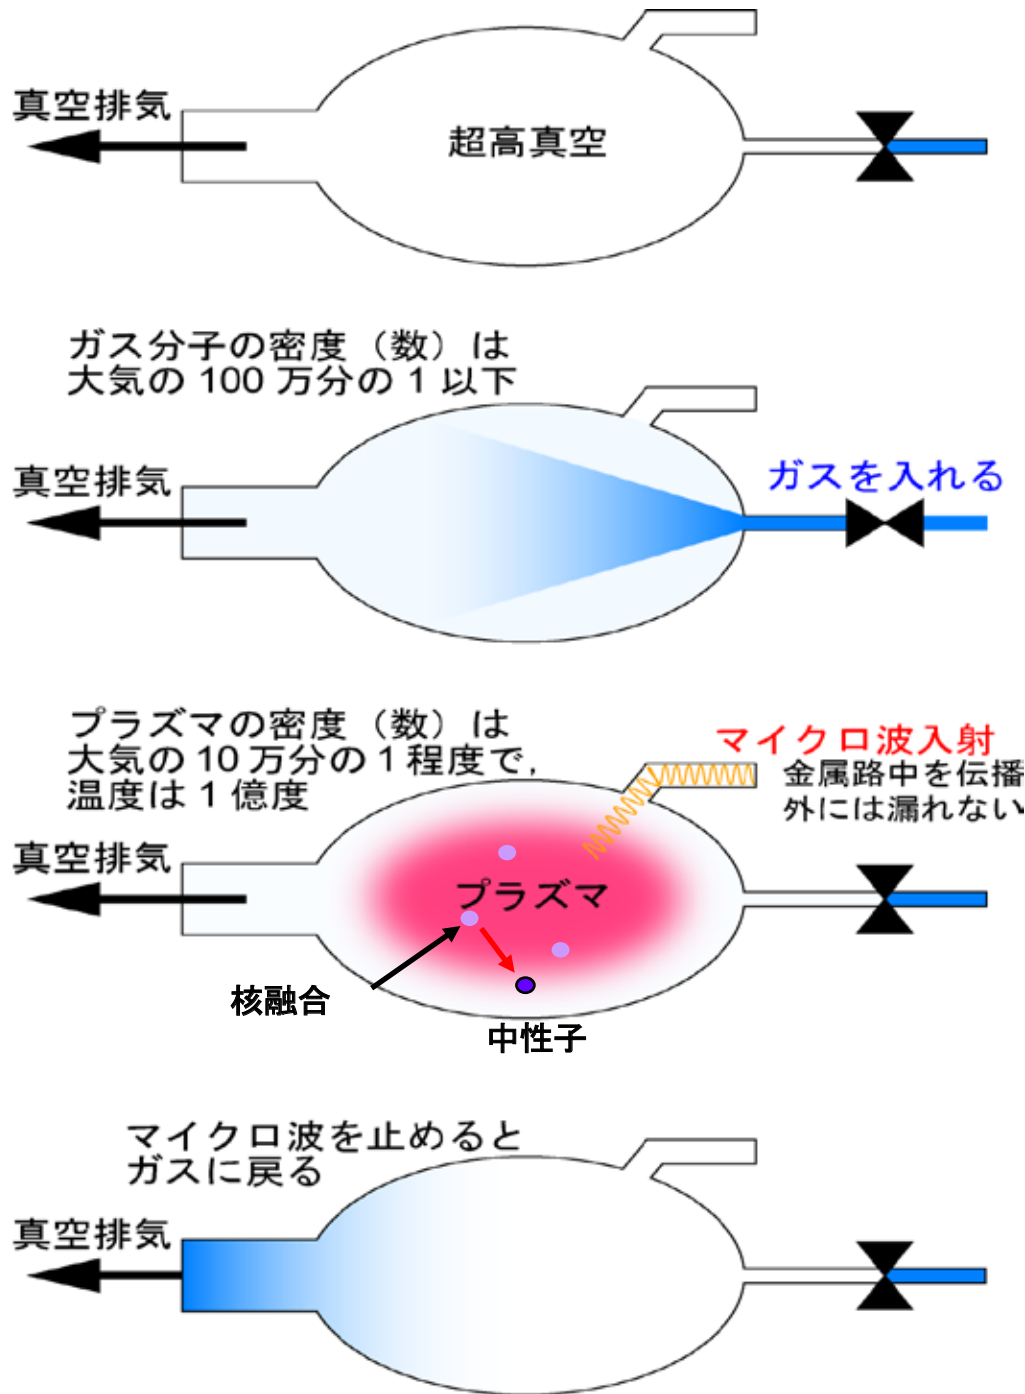 真空排気
超高真空
ガス分子の密度（数）は
大気の 100 万分の 1 以下
真空排気
ガスを入れる
プラズマの密度（数）は
大気の 10 万分の 1 程度で，
温度は 1 億度
マイクロ波入射
金属路中を伝播
外には漏れない
真空排気
プラズマ
核融合
中性子
マイクロ波を止めると
ガスに戻る
真空排気